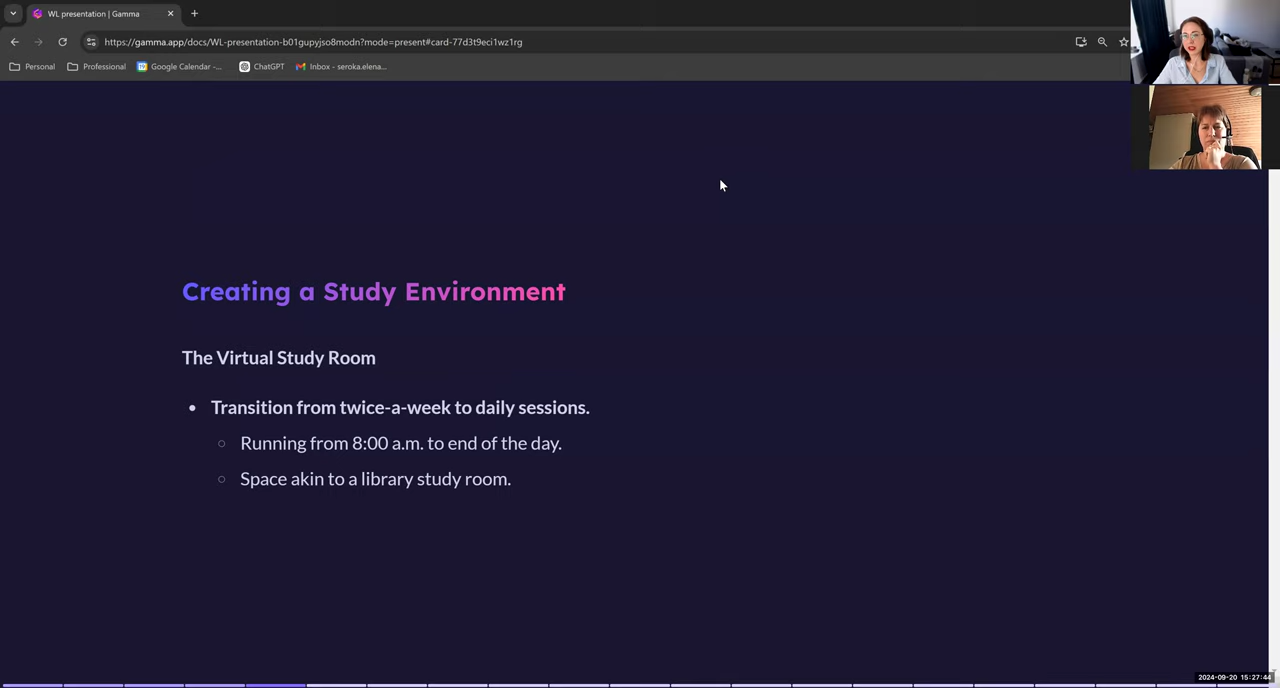 WL presentation | Gamma
https://gamma.app/docs/WL-presentation-b01gupyjso8modn?mode=present#card-77d3t9eci1wz1rg
Personal
Professional
Google Calendar -...
ChatGPT
Inbox - seroka.elena...
Creating a Study Environment
The Virtual Study Room
Transition from twice-a-week to daily sessions.
Running from 8:00 a.m. to end of the day.
Space akin to a library study room.
2024-09-20 15:27:44